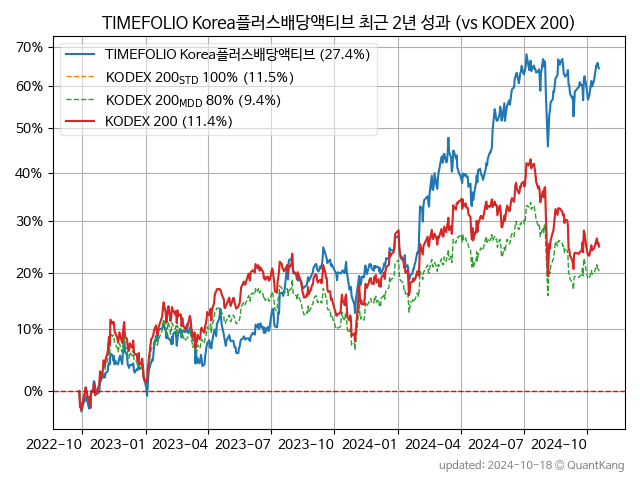 TIMEFOLIO Korea플러스배당액티브 최근 2년 성과 (vs KODEX 200)
TIMEFOLIO Korea플러스배당액티브 (27.4%)
KODEX 200STD 100% (11.5%)
KODEX 200MDD 80% (9.4%)
KODEX 200 (11.4%)
70%
60%
50%
40%
30%
20%
10%
0%
2022-10 2023-01 2023-04 2023-07 2023-10 2024-01 2024-04 2024-07 2024-10
updated: 2024-10-18 © QuantKang